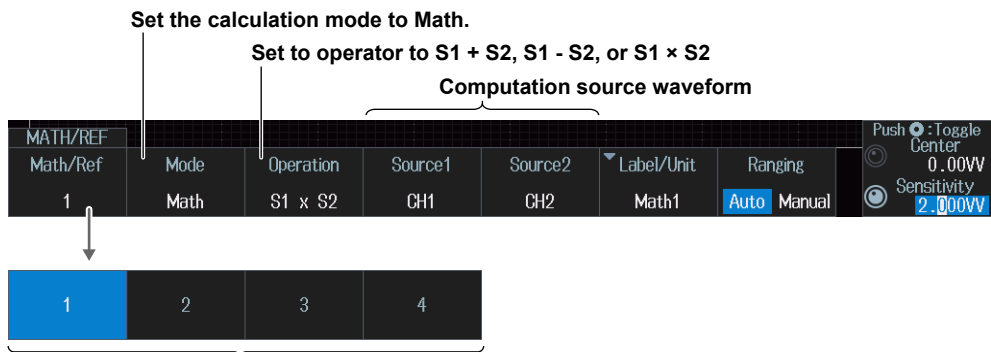 Set the calculation mode to Math.
Set to operator to S1 + S2, S1 - S2, or S1 × S2
Computation source waveform
MATH/REF
Math/Ref Mode Operation Source1 Source2 Label/Unit Ranging
1 Math S1 x S2 CH1 CH2 Math1 Auto Manual
Push :Toggle
Center
0.00VV
Sensitivity
2.000VV
1 2 3 4